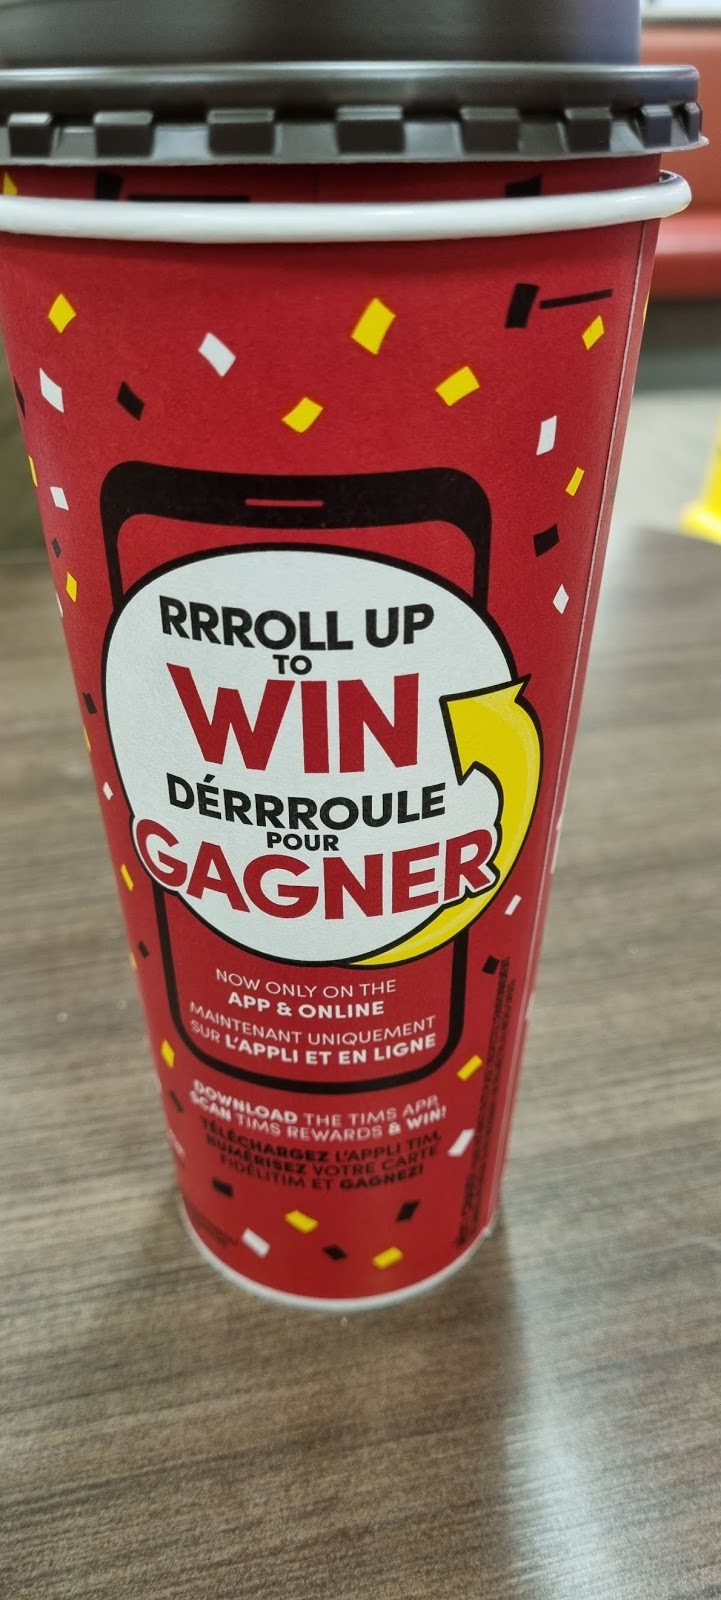 RRROLL UP
TO
WIN
DÉRRROULE
POUR
GAGNER
NOW ONLY ON THE
APP & ONLINE
MAINTENANT UNIQUEMENT
SUR L'APPLI ET EN LIGNE
DOWNLOAD THE TIMS APP,
SCAN TIMS REWARDS & WIN!
TÉLÉCHARGEZ L'APPLI TIM,
NUMÉRISEZ VOTRE CARTE
FIDÉLITIM ET GAGNEZ!